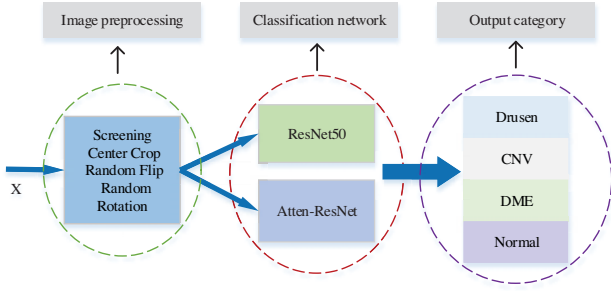 Image preprocessing
Classification network
Output category
X
Screening
Center Crop
Random Flip
Random
Rotation
ResNet50
Atten-ResNet
Drusen
CNV
DME
Normal